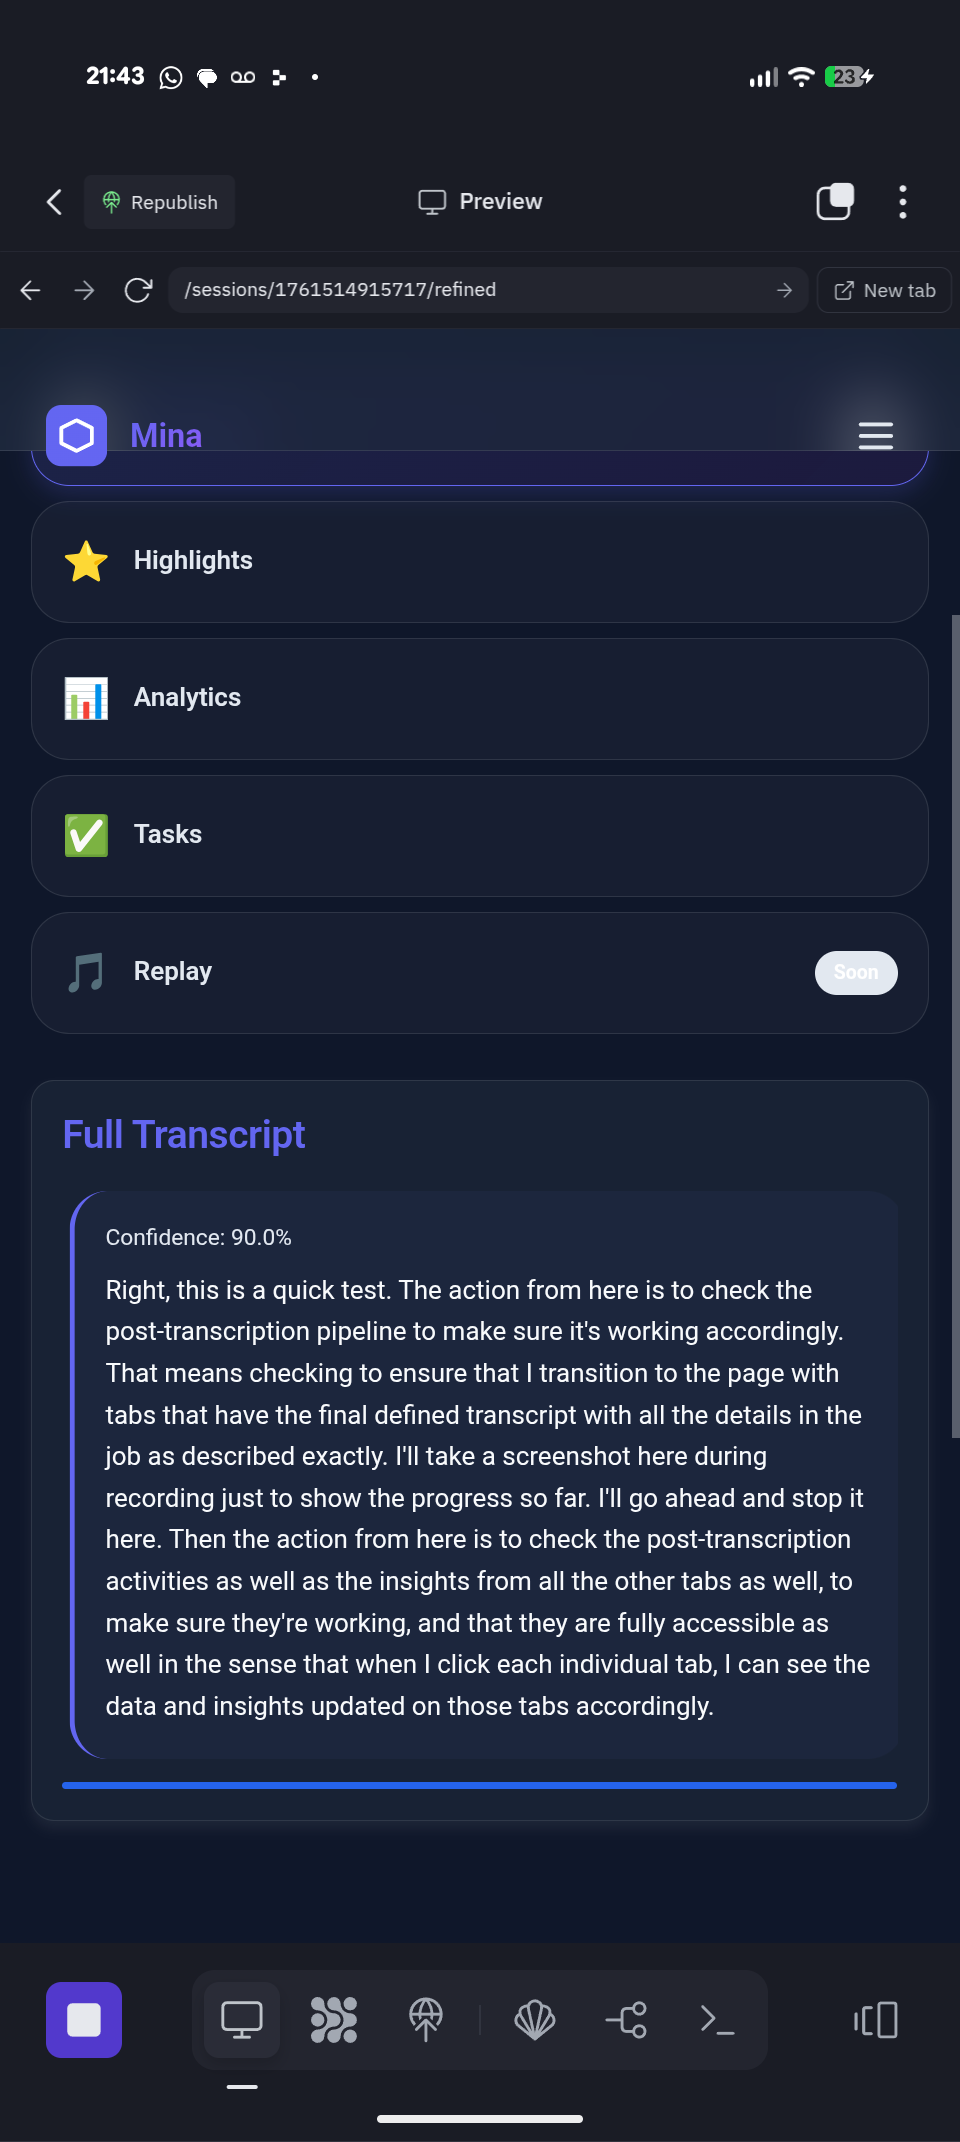 21:43
23
Republish
Preview
/sessions/1761514915717/refined
New tab
Mina
Highlights
Analytics
Tasks
Replay
Soon
Full Transcript
Confidence: 90.0%
Right, this is a quick test. The action from here is to check the
post-transcription pipeline to make sure it's working accordingly.
That means checking to ensure that I transition to the page with
tabs that have the final defined transcript with all the details in the
job as described exactly. I'll take a screenshot here during
recording just to show the progress so far. I'll go ahead and stop it
here. Then the action from here is to check the post-transcription
activities as well as the insights from all the other tabs as well, to
make sure they're working, and that they are fully accessible as
well in the sense that when I click each individual tab, I can see the
data and insights updated on those tabs accordingly.